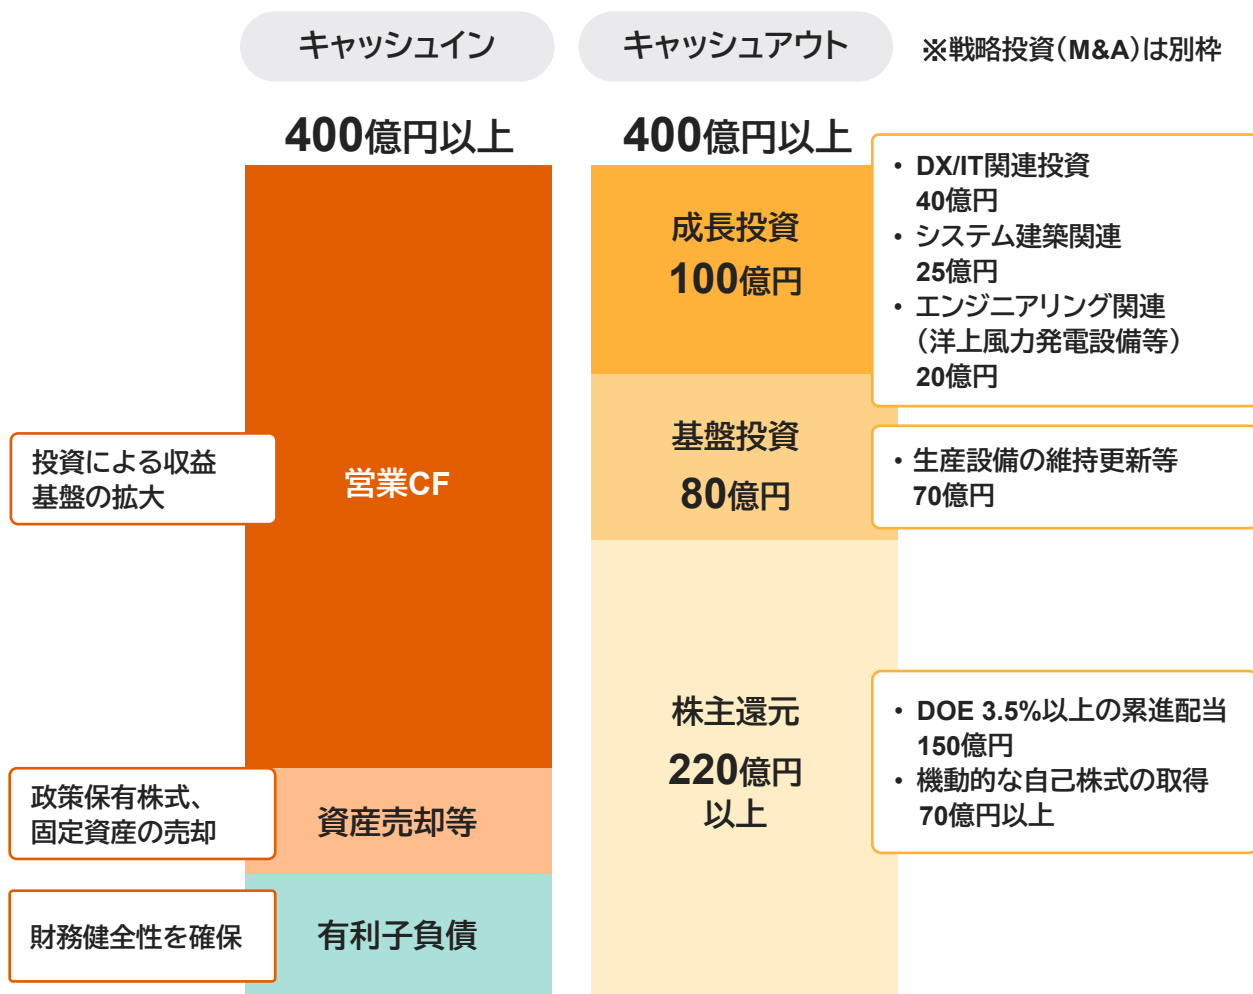 キャッシュイン
キャッシュアウト
※戦略投資(M&A)は別枠
400億円以上
400億円以上
投資による収益
基盤の拡大
営業CF
政策保有株式、
固定資産の売却
資産売却等
財務健全性を確保
有利子負債
成長投資
100億円
・DX/IT関連投資
40億円
・システム建築関連
25億円
・エンジニアリング関連
(洋上風力発電設備等)
20億円
基盤投資
80億円
・生産設備の維持更新等
70億円
株主還元
220億円
以上
・DOE 3.5%以上の累進配当
150億円
・機動的な自己株式の取得
70億円以上